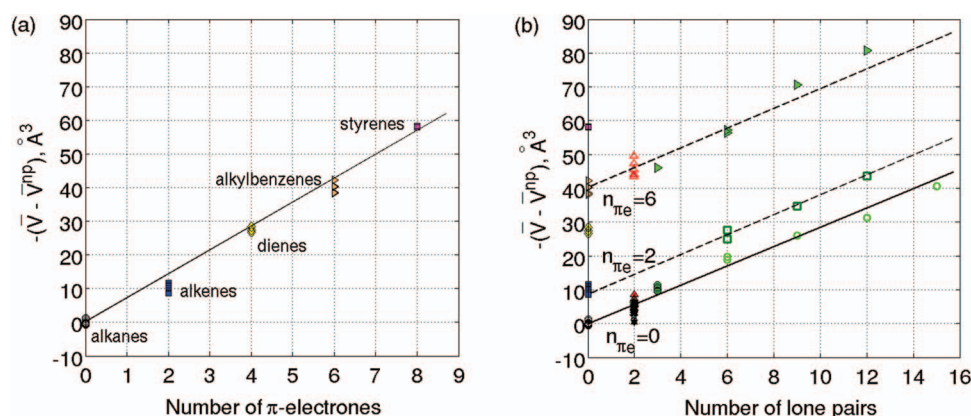 (a)
90
80
70
60
50
40
30
20
10
0
-10
-(V̅ - V̅ⁿᵖ), Å³
styrenes
alkylbenzenes
dienes
alkenes
alkanes
0 1 2 3 4 5 6 7 8 9
Number of π-electrones
(b)
90
80
70
60
50
40
30
20
10
0
-10
-(V̅ - V̅ⁿᵖ), Å³
n_πe=6
n_πe=2
n_πe=0
0 2 4 6 8 10 12 14 16
Number of lone pairs